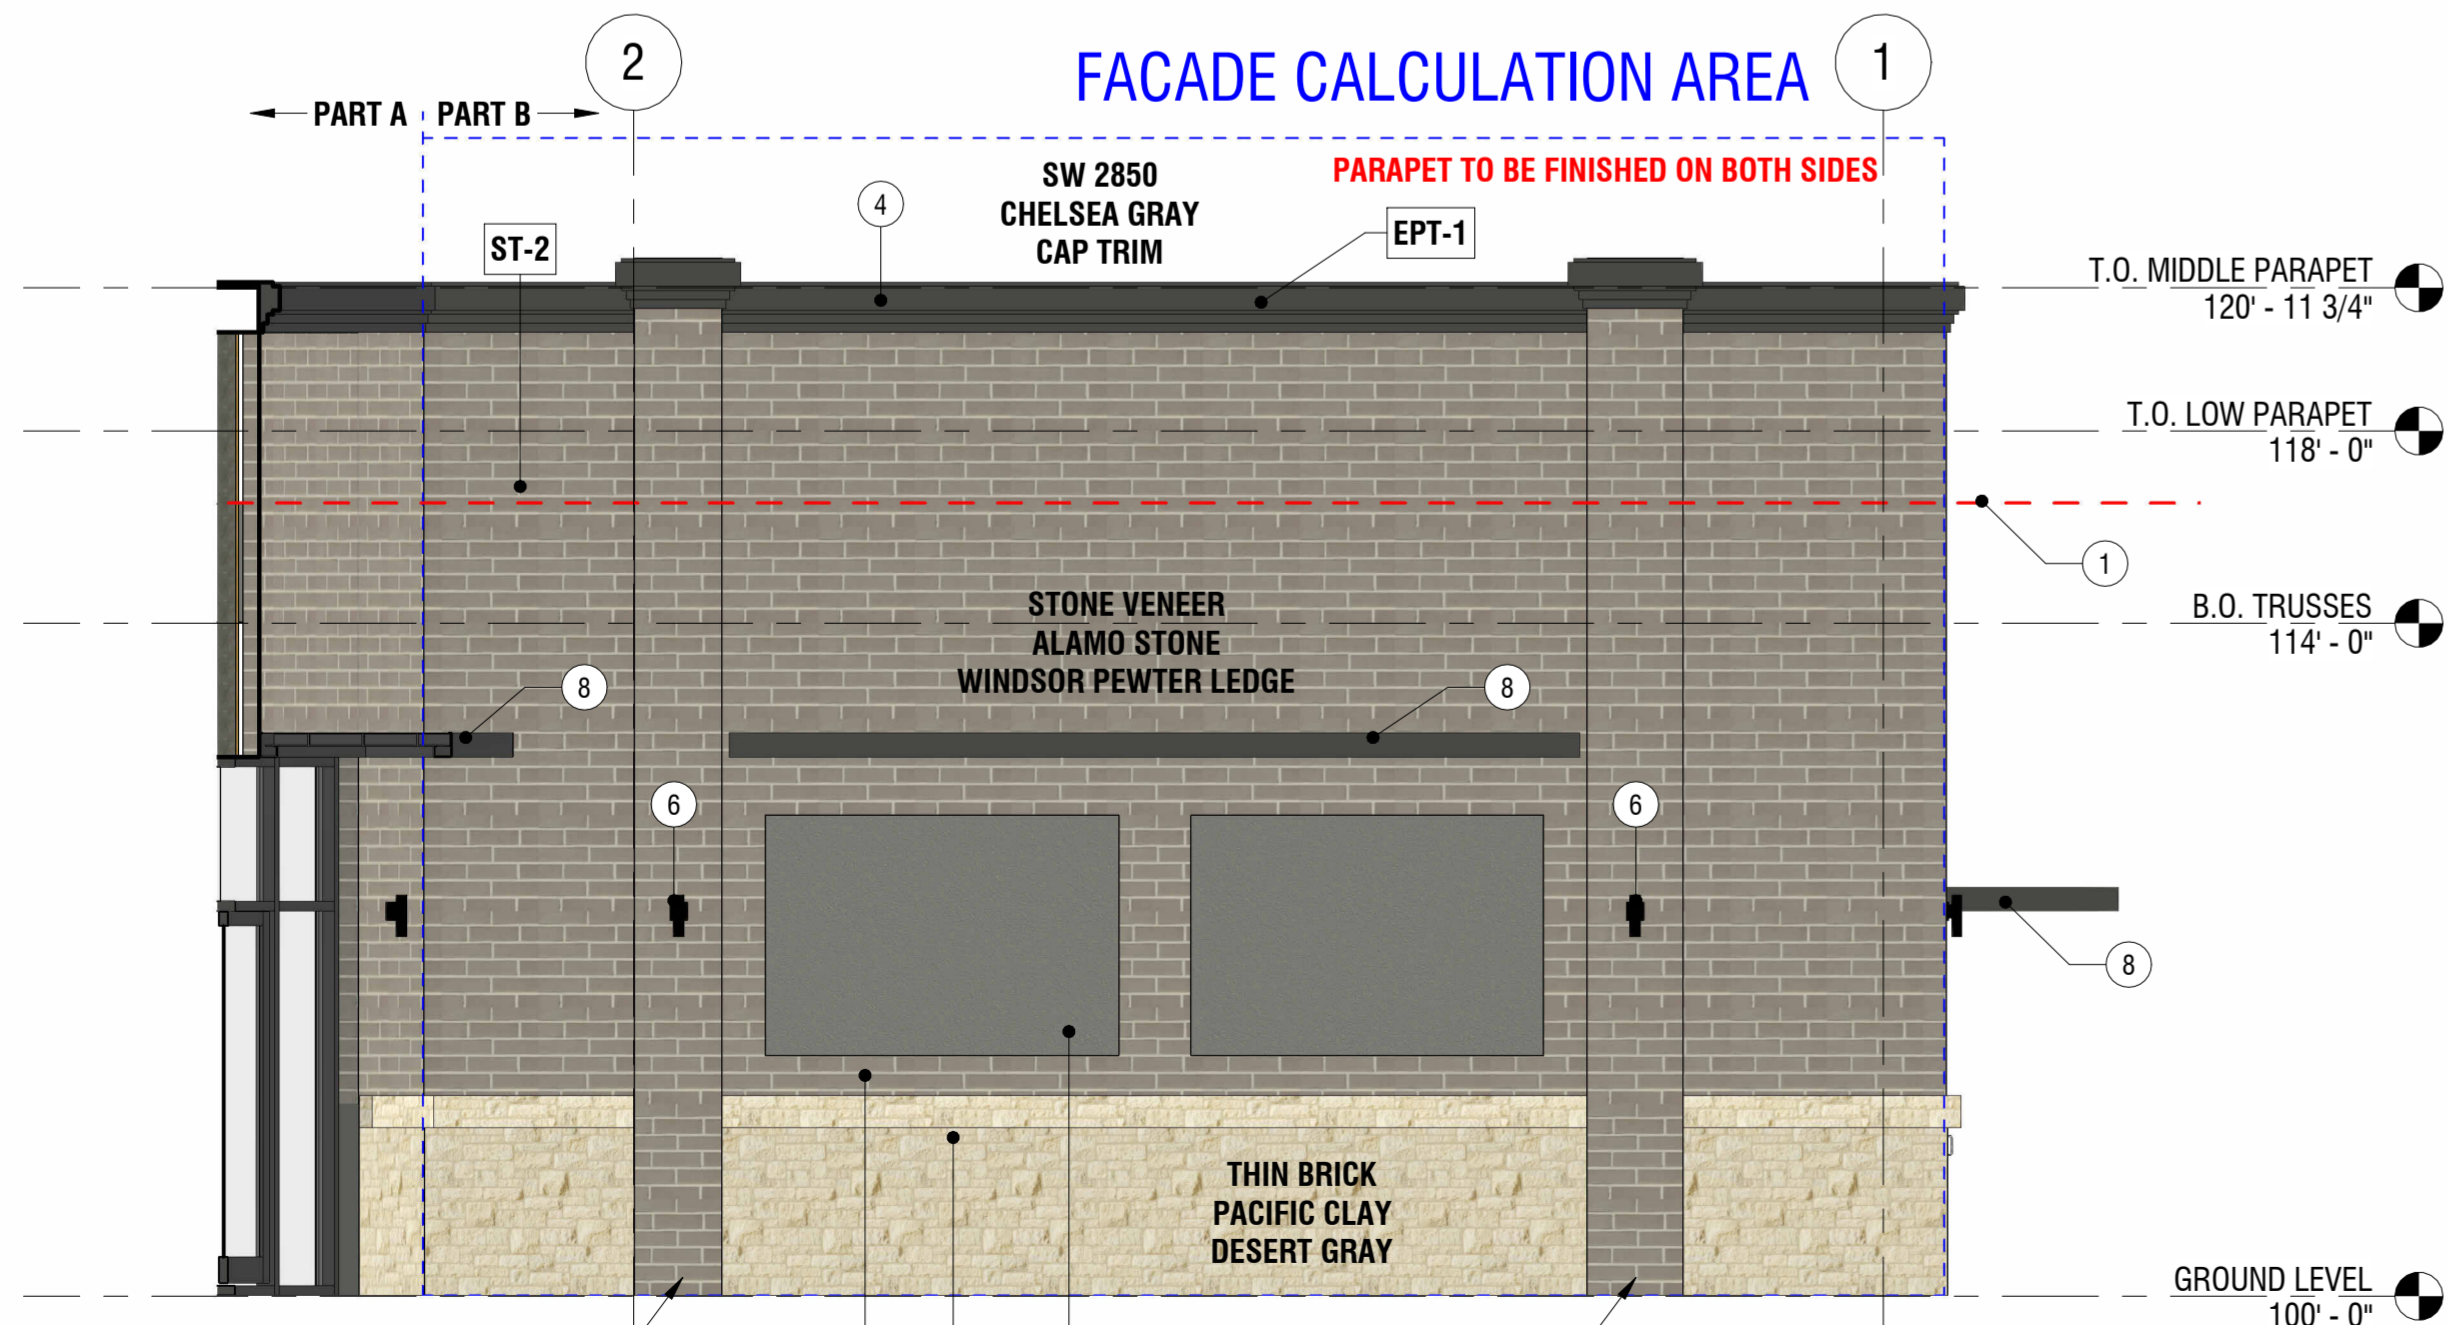 2
FACADE CALCULATION AREA
1
PART A
PART B
SW 2850
CHELSEA GRAY
CAP TRIM
PARAPET TO BE FINISHED ON BOTH SIDES
4
ST-2
EPT-1
T.O. MIDDLE PARAPET
120' - 11 3/4"
T.O. LOW PARAPET
118' - 0"
1
STONE VENEER
ALAMO STONE
WINDSOR PEWTER LEDGE
B.O. TRUSSES
114' - 0"
8
8
6
6
8
THIN BRICK
PACIFIC CLAY
DESERT GRAY
GROUND LEVEL
100' - 0"